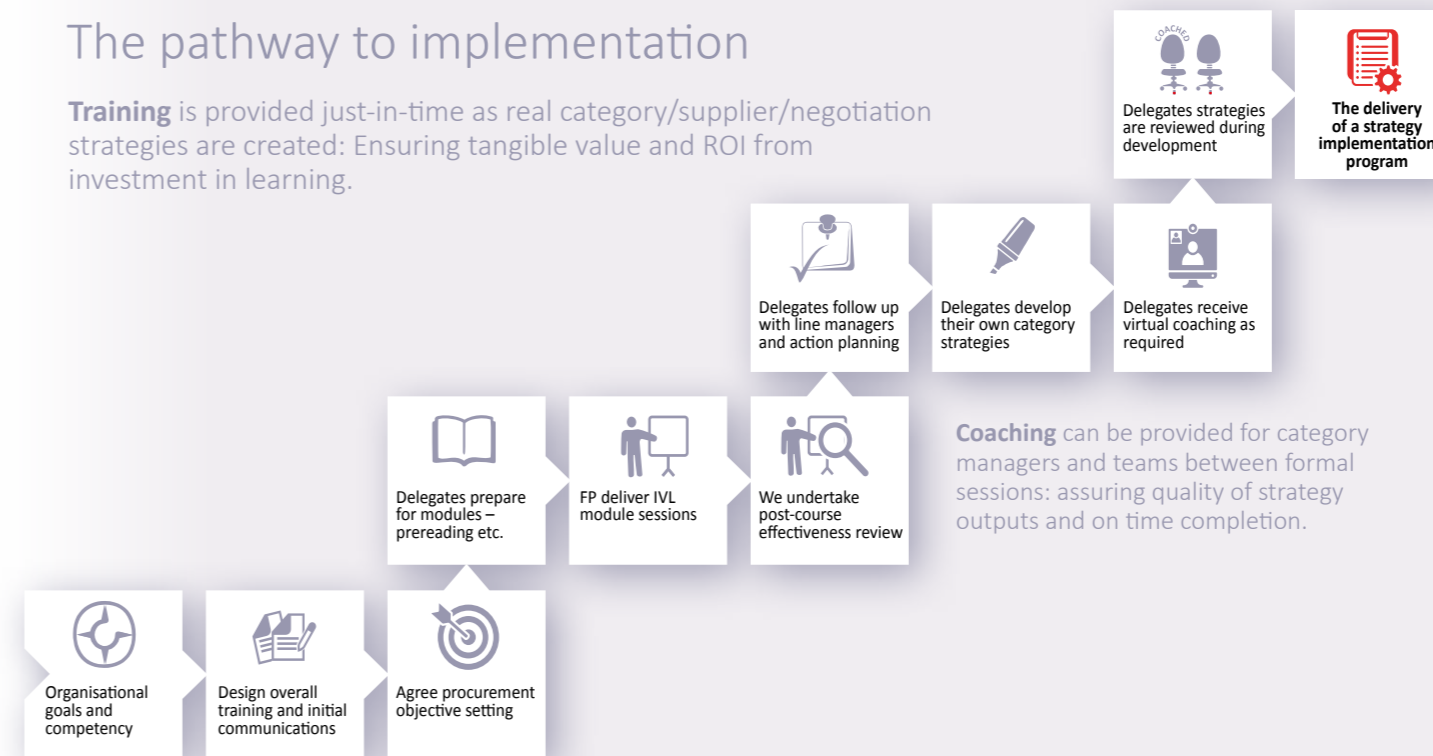 The pathway to implementation
Training is provided just-in-time as real category/supplier/negotiation
strategies are created: Ensuring tangible value and ROI from
investment in learning.
COACHED
Delegates strategies
are reviewed during
development
The delivery
of a strategy
implementation
program
Delegates follow up
with line managers
and action planning
Delegates develop
their own category
strategies
Delegates receive
virtual coaching as
required
Delegates prepare
for modules –
prereading etc.
FP deliver IVL
module sessions
We undertake
post-course
effectiveness review
Coaching can be provided for category
managers and teams between formal
sessions: assuring quality of strategy
outputs and on time completion.
Organisational
goals and
competency
Design overall
training and initial
communications
Agree procurement
objective setting